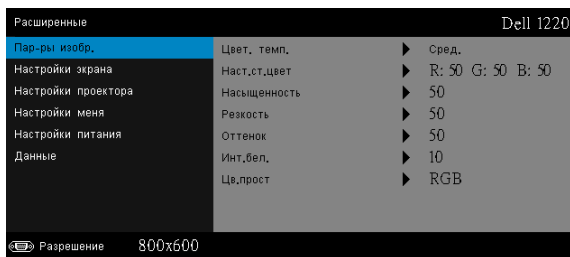 Расширенные Dell 1220
Пар-ры изобр. Цвет. темп. Сред.
Настройки экрана Наст.ст.цвет R: 50 G: 50 B: 50
Настройки проектора Насыщенность 50
Настройки меня Резкость 50
Настройки питания Оттенок 50
Данные Инт.бел. 10
Цв.прост RGB
Разрешение 800x600